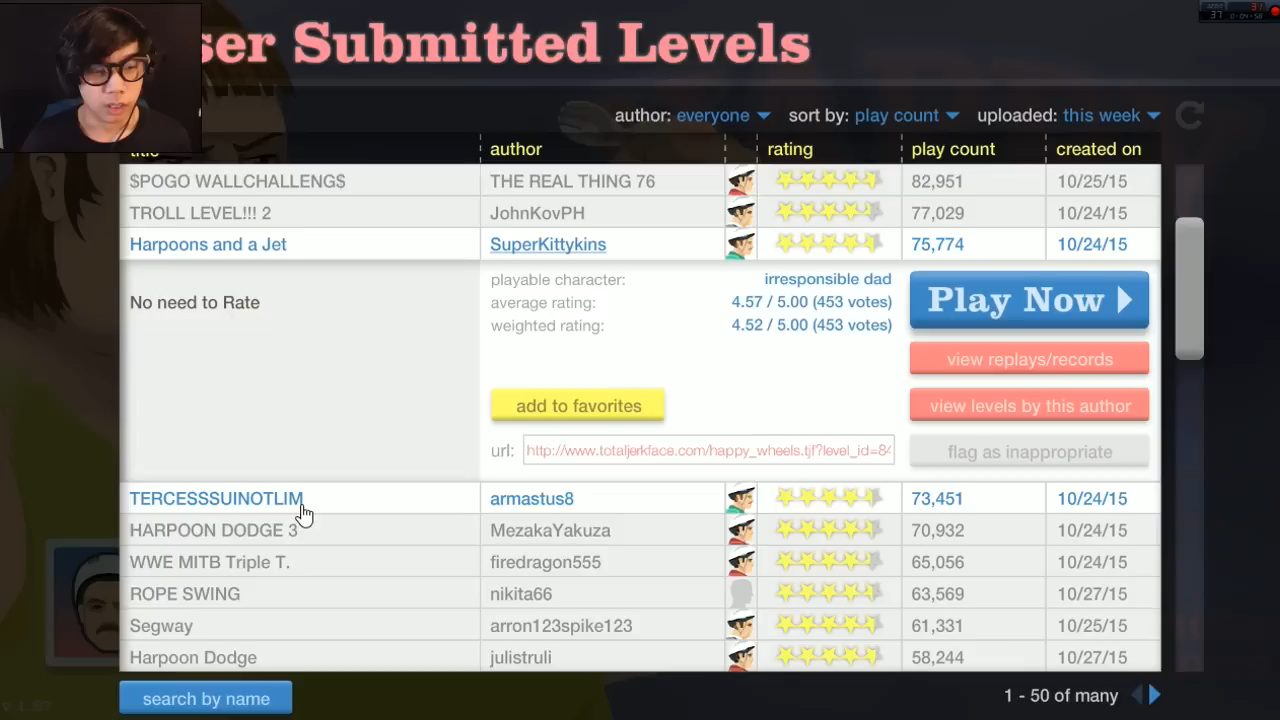 ser Submitted Levels
author: everyone sort by: play count uploaded: this week
title author rating play count created on
$POGO WALLCHALLENG$ THE REAL THING 76 82,951 10/25/15
TROLL LEVEL!!! 2 JohnKovPH 77,029 10/24/15
Harpoons and a Jet SuperKittykins 75,774 10/24/15
No need to Rate
playable character: irresponsible dad
average rating: 4.57 / 5.00 (453 votes)
weighted rating: 4.52 / 5.00 (453 votes)
Play Now
view replays/records
add to favorites
view levels by this author
url: http://www.totaljerkface.com/happy_wheels.tjf?level_id=84
flag as inappropriate
TERCESSSUINOTLIM armastus8 73,451 10/24/15
HARPOON DODGE 3 MezakaYakuza 70,932 10/24/15
WWE MITB Triple T. firedragon555 65,056 10/24/15
ROPE SWING nikita66 63,569 10/27/15
Segway arron123spike123 61,331 10/25/15
Harpoon Dodge julistruli 58,244 10/27/15
search by name
1 - 50 of many